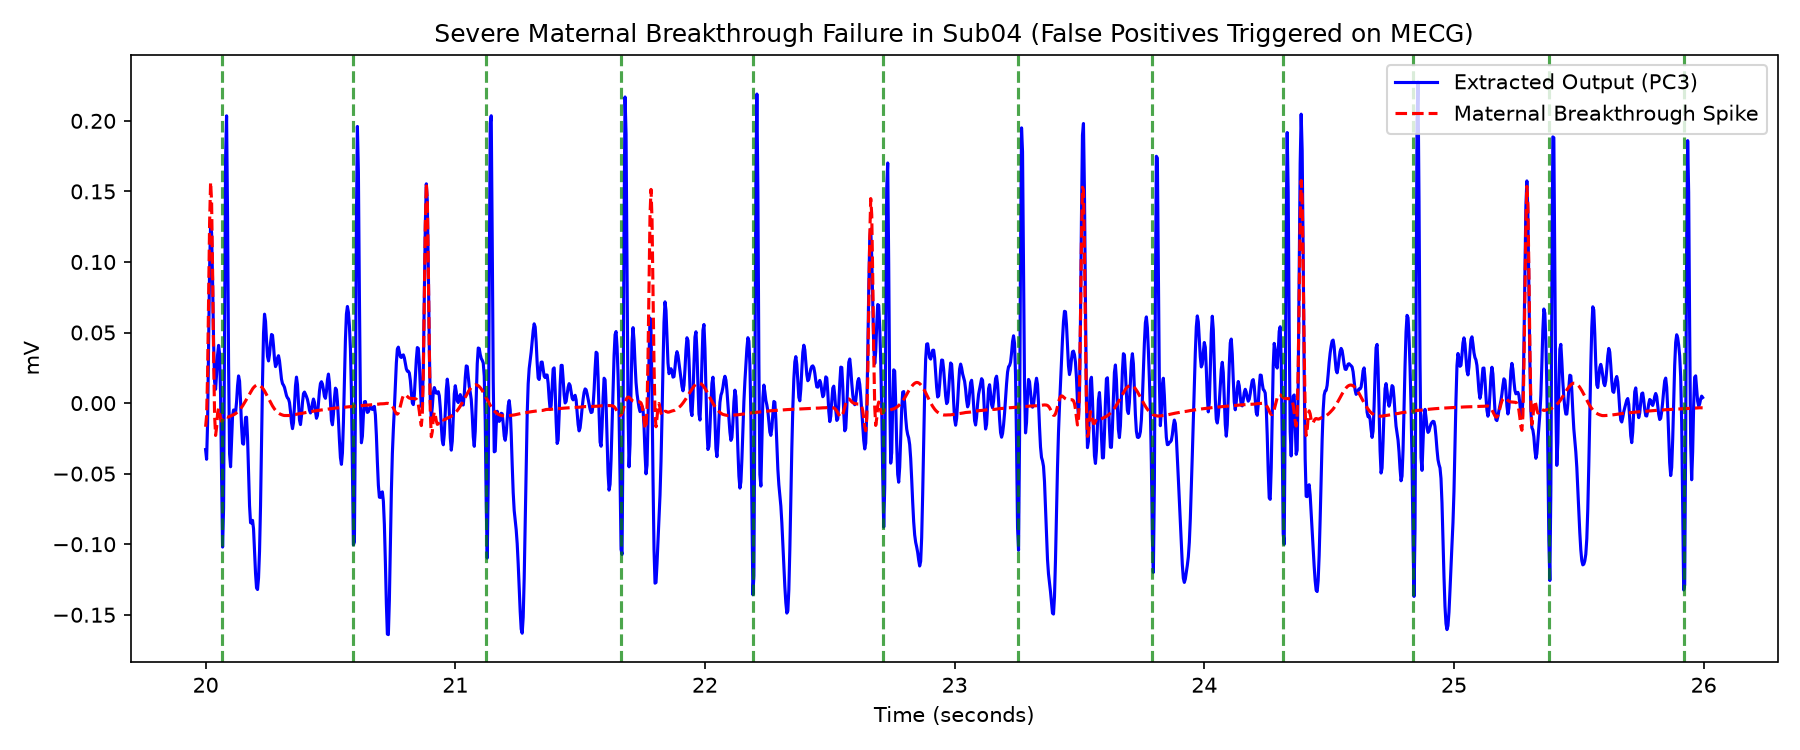 Severe Maternal Breakthrough Failure in Sub04 (False Positives Triggered on MECG)
Extracted Output (PC3)
Maternal Breakthrough Spike
mV
0.20
0.15
0.10
0.05
0.00
−0.05
−0.10
−0.15
20 21 22 23 24 25 26
Time (seconds)